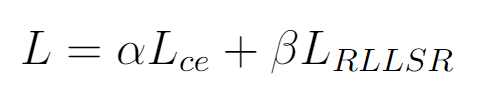 L = αL_{ce} + βL_{RLLSR}